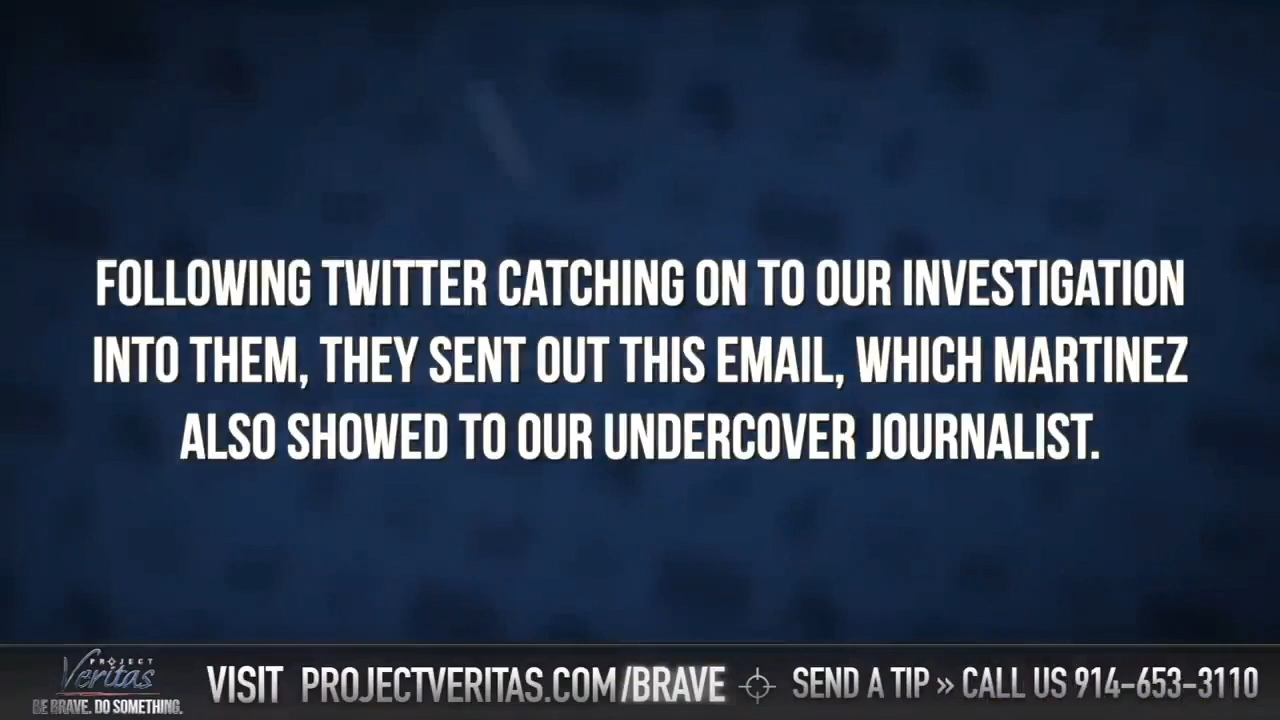 FOLLOWING TWITTER CATCHING ON TO OUR INVESTIGATION
INTO THEM, THEY SENT OUT THIS EMAIL, WHICH MARTINEZ
ALSO SHOWED TO OUR UNDERCOVER JOURNALIST.
PROJECT
Veritas
BE BRAVE. DO SOMETHING.
VISIT PROJECTVERITAS.COM/BRAVE SEND A TIP » CALL US 914-653-3110